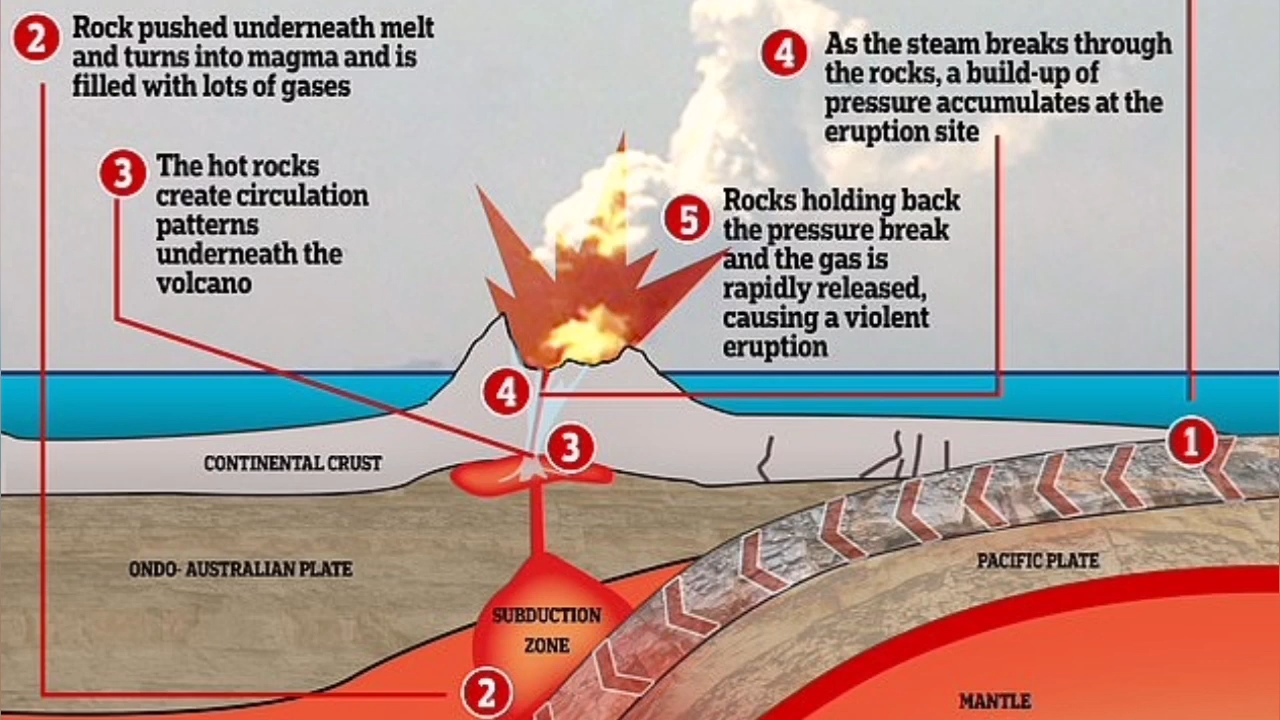 2
Rock pushed underneath melt
and turns into magma and is
filled with lots of gases
3
The hot rocks
create circulation
patterns
underneath the
volcano
4
As the steam breaks through
the rocks, a build-up of
pressure accumulates at the
eruption site
5
Rocks holding back
the pressure break
and the gas is
rapidly released,
causing a violent
eruption
4
3
1
CONTINENTAL CRUST
ONDO- AUSTRALIAN PLATE
PACIFIC PLATE
SUBDUCTION
ZONE
2
MANTLE